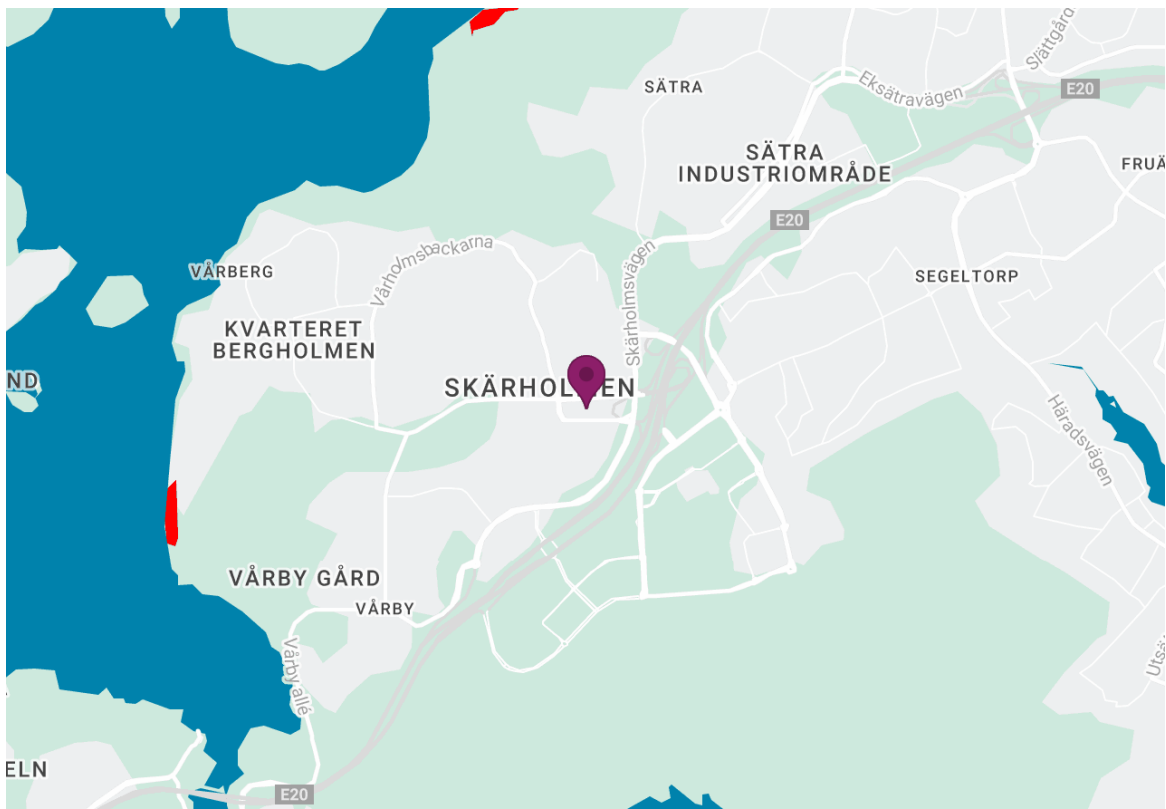 Slättgård
SÄTRA
Eksätravägen
E20
SÄTRA
INDUSTRIOMRÅDE
FRUÄ
E20
Vårholmsbackarna
Skärholmsvägen
VÅRBERG
SEGELTORP
KVARTERET
BERGHOLMEN
ND
Häradsvägen
VÅRBY GÅRD
VÅRBY
Vårby allé
Utsä
ELN
E20